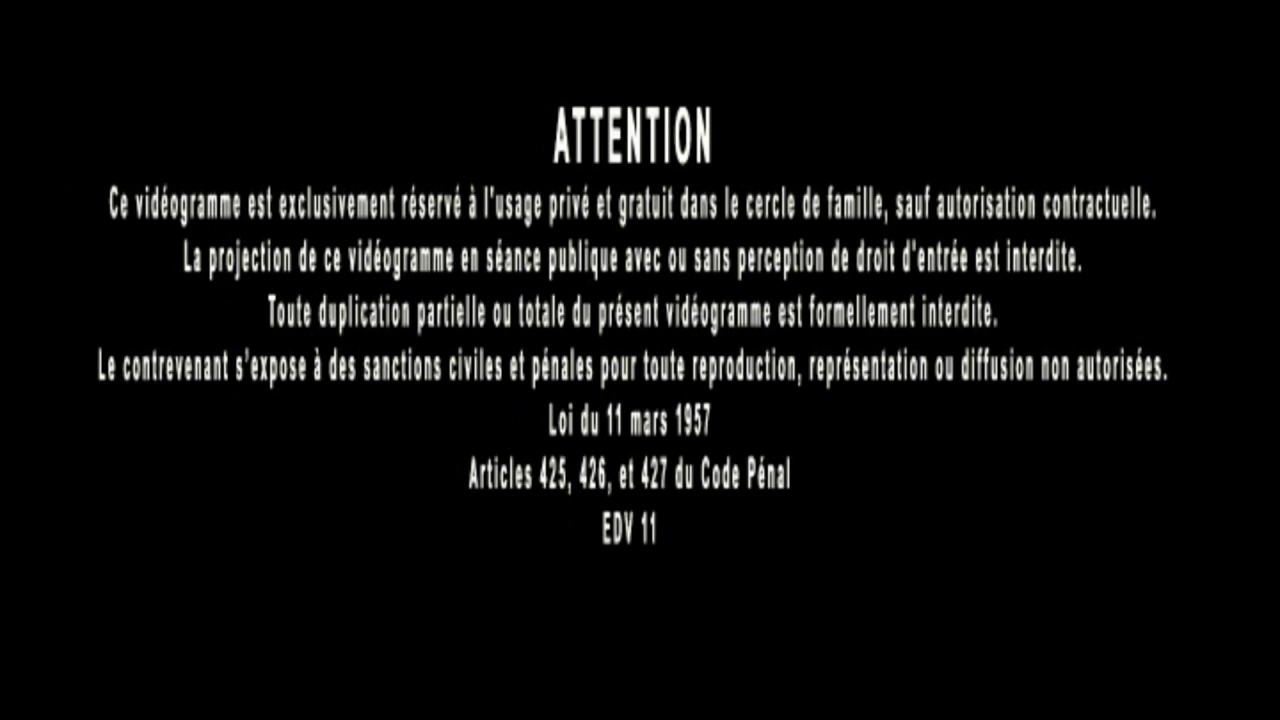 ATTENTION
Ce vidéogramme est exclusivement réservé à l'usage privé et gratuit dans le cercle de famille, sauf autorisation contractuelle.
La projection de ce vidéogramme en séance publique avec ou sans perception de droit d'entrée est interdite.
Toute duplication partielle ou totale du présent vidéogramme est formellement interdite.
Le contrevenant s'expose à des sanctions civiles et pénales pour toute reproduction, représentation ou diffusion non autorisées.
Loi du 11 mars 1957
Articles 425, 426, et 427 du Code Pénal
EDV 11